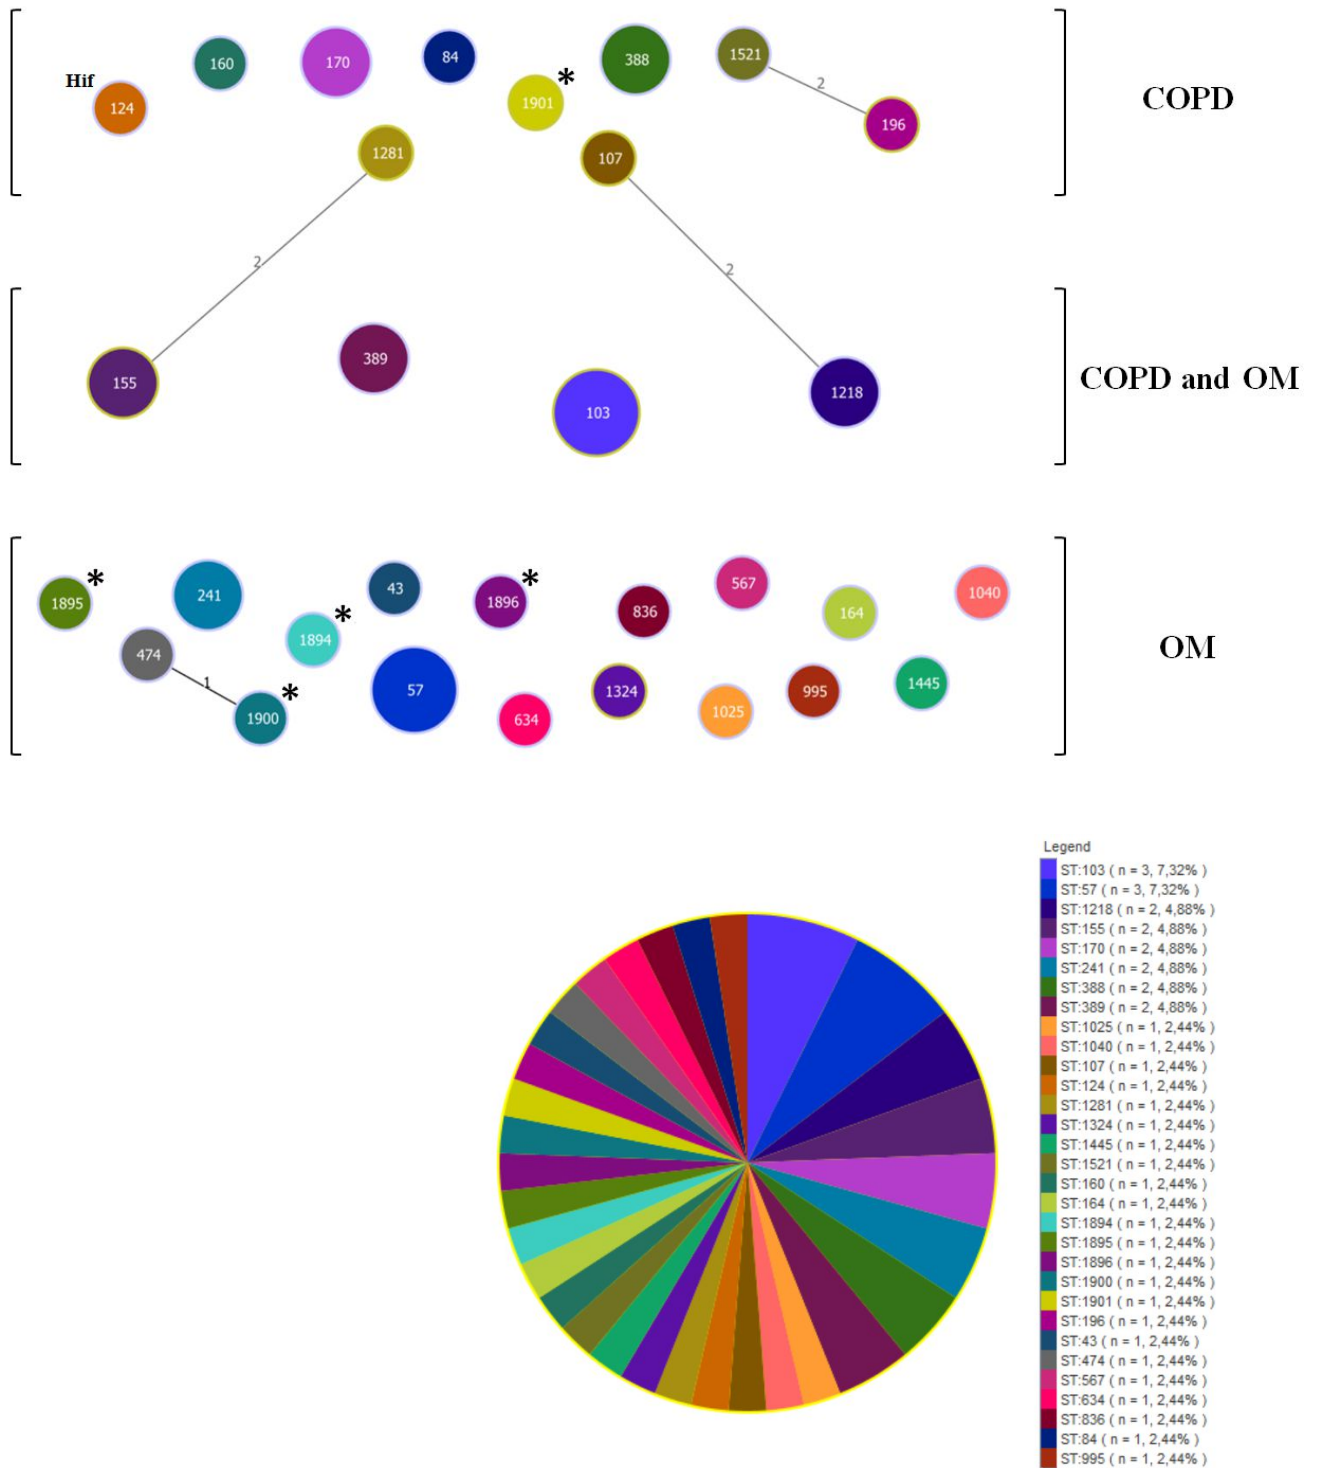 160
170
84
1901
*
388
1521
2
196
Hif
124
1281
107
COPD
2
2
155
389
103
1218
COPD and OM
1895
*
241
43
1896
*
836
567
164
1040
474
1894
*
1
1900
*
57
634
1324
1025
995
1445
OM
Legend
ST:103 ( n = 3, 7,32% )
ST:57 ( n = 3, 7,32% )
ST:1218 ( n = 2, 4,88% )
ST:155 ( n = 2, 4,88% )
ST:170 ( n = 2, 4,88% )
ST:241 ( n = 2, 4,88% )
ST:388 ( n = 2, 4,88% )
ST:389 ( n = 2, 4,88% )
ST:1025 ( n = 1, 2,44% )
ST:1040 ( n = 1, 2,44% )
ST:107 ( n = 1, 2,44% )
ST:124 ( n = 1, 2,44% )
ST:1281 ( n = 1, 2,44% )
ST:1324 ( n = 1, 2,44% )
ST:1445 ( n = 1, 2,44% )
ST:1521 ( n = 1, 2,44% )
ST:160 ( n = 1, 2,44% )
ST:164 ( n = 1, 2,44% )
ST:1894 ( n = 1, 2,44% )
ST:1895 ( n = 1, 2,44% )
ST:1896 ( n = 1, 2,44% )
ST:1900 ( n = 1, 2,44% )
ST:1901 ( n = 1, 2,44% )
ST:196 ( n = 1, 2,44% )
ST:43 ( n = 1, 2,44% )
ST:474 ( n = 1, 2,44% )
ST:567 ( n = 1, 2,44% )
ST:634 ( n = 1, 2,44% )
ST:836 ( n = 1, 2,44% )
ST:84 ( n = 1, 2,44% )
ST:995 ( n = 1, 2,44% )